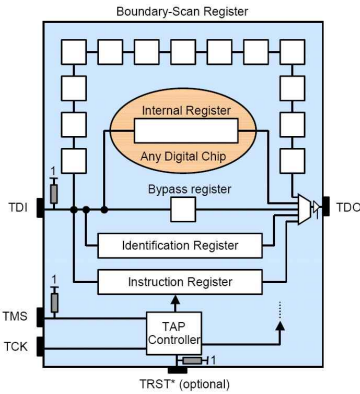 Boundary-Scan Register
Internal Register
Any Digital Chip
1
Bypass register
TDI
TDO
1
Identification Register
Instruction Register
1
TMS
TAP
Controller
TCK
1
TRST* (optional)